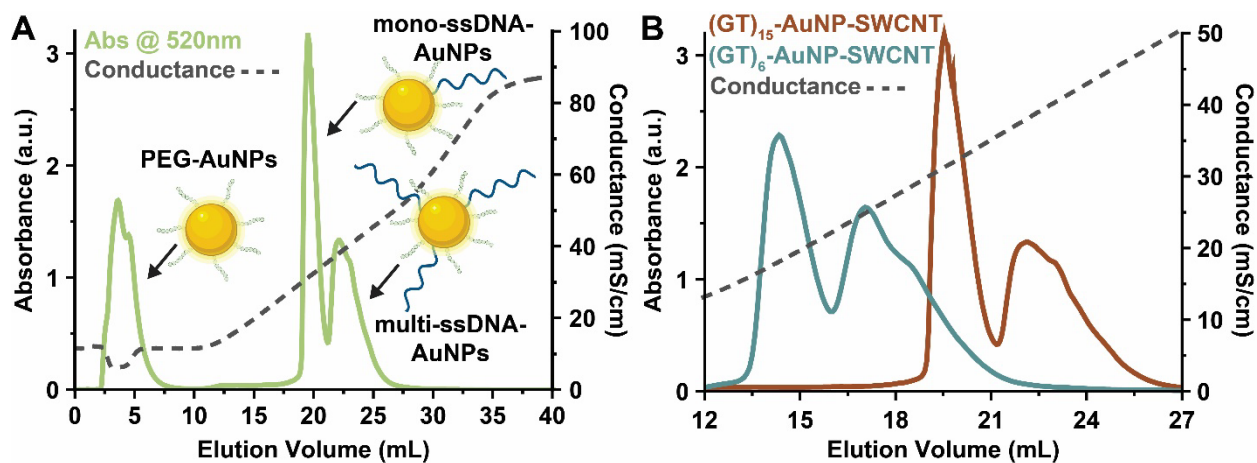 A
Abs @ 520nm
Conductance ---
PEG-AuNPs
mono-ssDNA-
AuNPs
multi-ssDNA-
AuNPs
Absorbance (a.u.)
3
2
1
0
Conductance (mS/cm)
100
80
60
40
20
0
0 5 10 15 20 25 30 35 40
Elution Volume (mL)
B
(GT)15-AuNP-SWCNT
(GT)6-AuNP-SWCNT
Conductance ---
Absorbance (a.u.)
3
2
1
0
Conductance (mS/cm)
50
40
30
20
10
0
12 15 18 21 24 27
Elution Volume (mL)